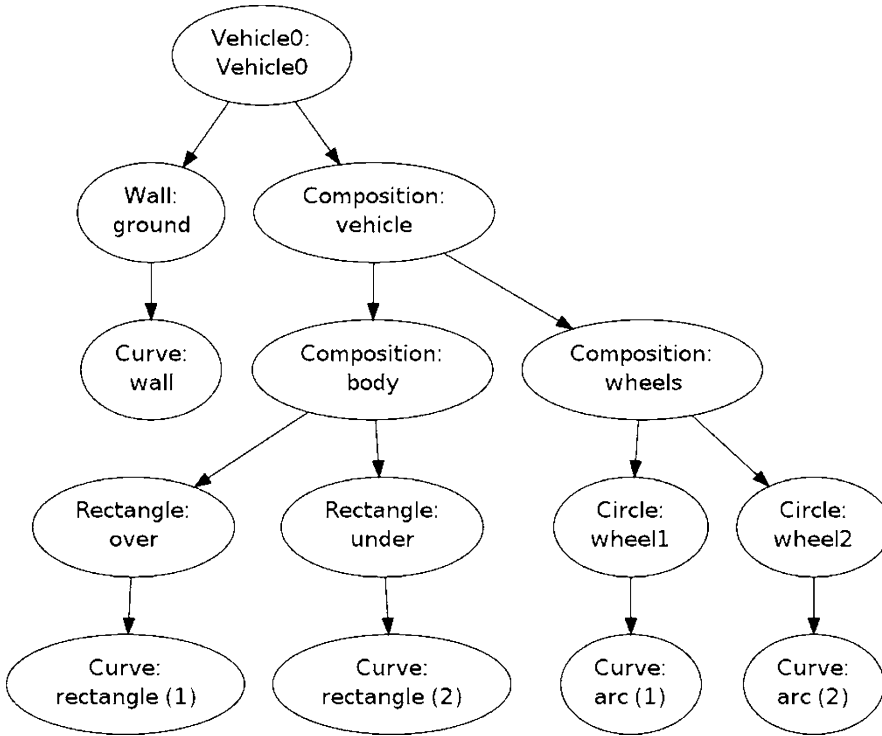 Vehicle0:
Vehicle0
Wall:
ground
Composition:
vehicle
Curve:
wall
Composition:
body
Composition:
wheels
Rectangle:
over
Rectangle:
under
Circle:
wheel1
Circle:
wheel2
Curve:
rectangle (1)
Curve:
rectangle (2)
Curve:
arc (1)
Curve:
arc (2)